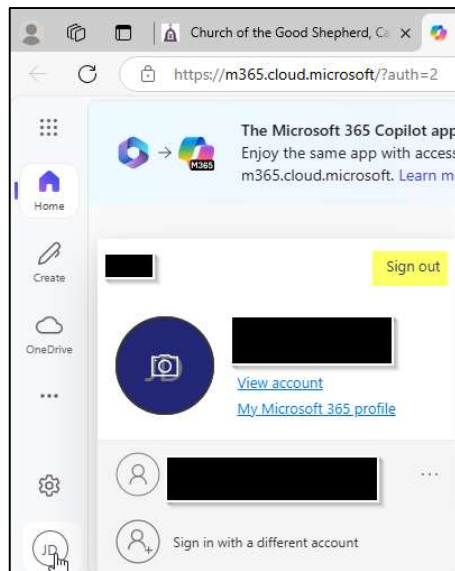 Church of the Good Shepherd, Ca
https://m365.cloud.microsoft/?auth=2
The Microsoft 365 Copilot app
M365
Enjoy the same app with access
m365.cloud.microsoft. Learn m
Home
Create
OneDrive
Sign out
JD
View account
My Microsoft 365 profile
Sign in with a different account
JD